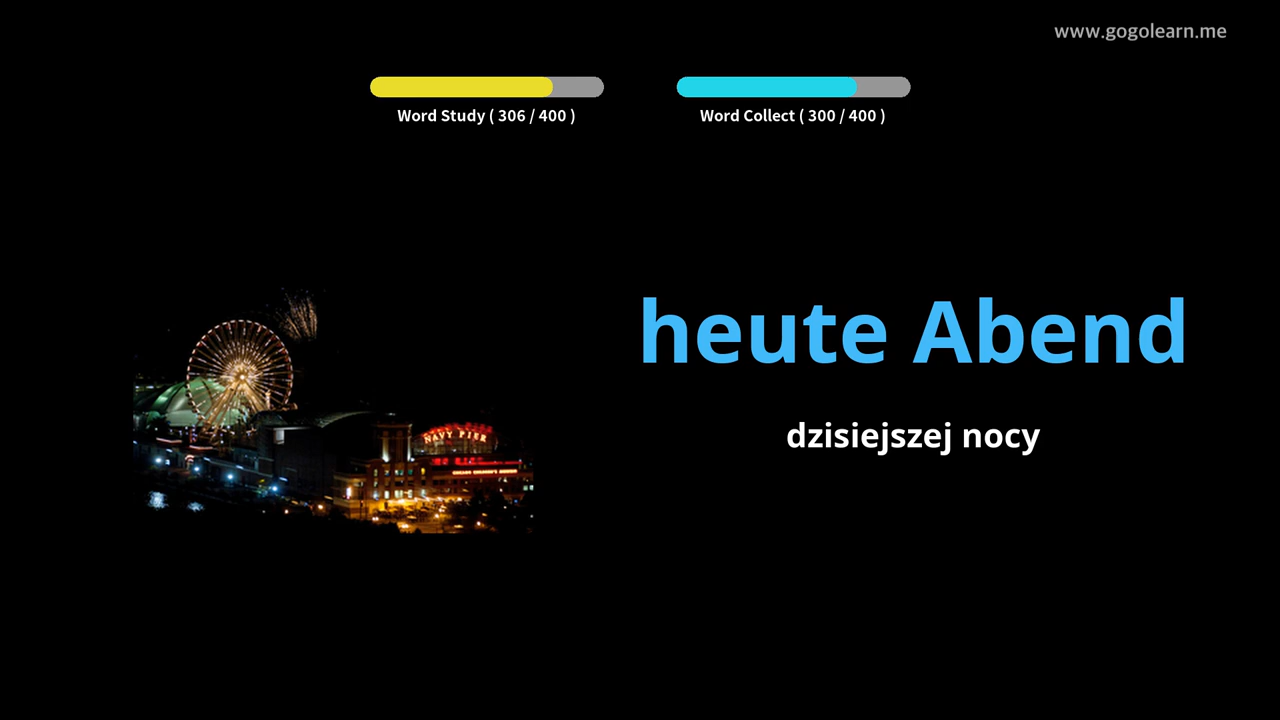 www.gogolearn.me
Word Study ( 306 / 400 )
Word Collect ( 300 / 400 )
heute Abend
dzisiejszej nocy
NAVY PIER